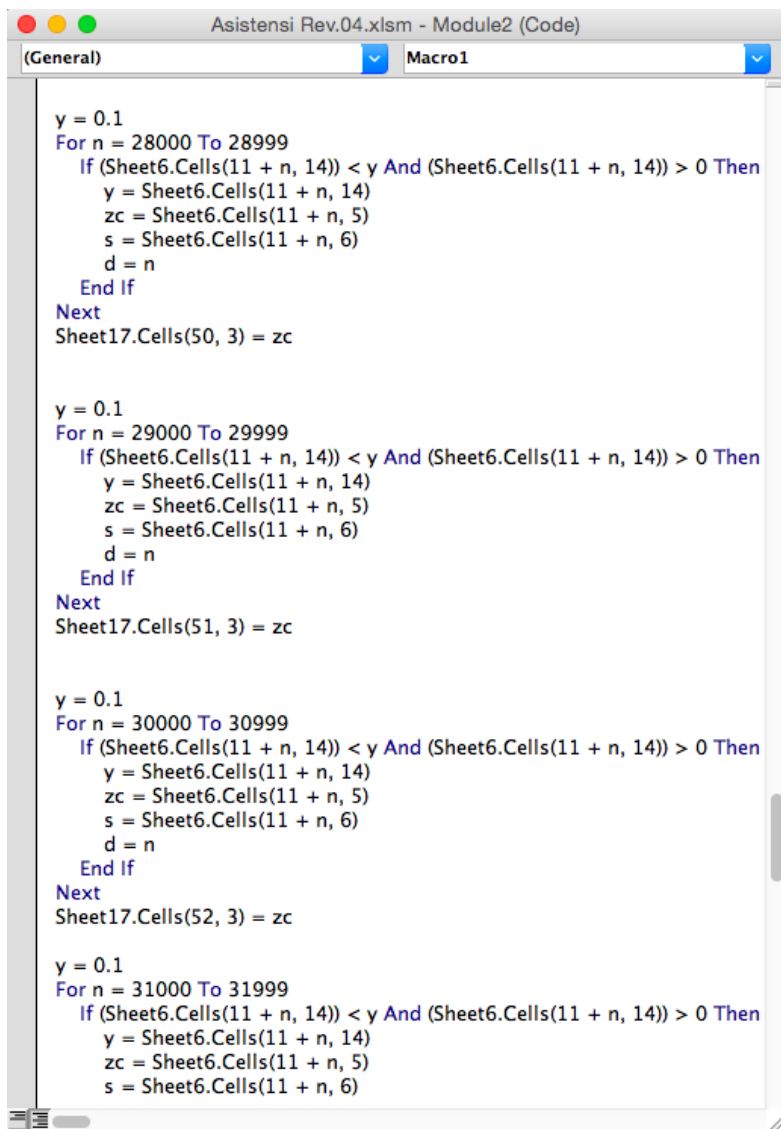 Asistensi Rev.04.xlsm - Module2 (Code)
(General) Macro1
y = 0.1
For n = 28000 To 28999
If (Sheet6.Cells(11 + n, 14)) < y And (Sheet6.Cells(11 + n, 14)) > 0 Then
y = Sheet6.Cells(11 + n, 14)
zc = Sheet6.Cells(11 + n, 5)
s = Sheet6.Cells(11 + n, 6)
d = n
End If
Next
Sheet17.Cells(50, 3) = zc
y = 0.1
For n = 29000 To 29999
If (Sheet6.Cells(11 + n, 14)) < y And (Sheet6.Cells(11 + n, 14)) > 0 Then
y = Sheet6.Cells(11 + n, 14)
zc = Sheet6.Cells(11 + n, 5)
s = Sheet6.Cells(11 + n, 6)
d = n
End If
Next
Sheet17.Cells(51, 3) = zc
y = 0.1
For n = 30000 To 30999
If (Sheet6.Cells(11 + n, 14)) < y And (Sheet6.Cells(11 + n, 14)) > 0 Then
y = Sheet6.Cells(11 + n, 14)
zc = Sheet6.Cells(11 + n, 5)
s = Sheet6.Cells(11 + n, 6)
d = n
End If
Next
Sheet17.Cells(52, 3) = zc
y = 0.1
For n = 31000 To 31999
If (Sheet6.Cells(11 + n, 14)) < y And (Sheet6.Cells(11 + n, 14)) > 0 Then
y = Sheet6.Cells(11 + n, 14)
zc = Sheet6.Cells(11 + n, 5)
s = Sheet6.Cells(11 + n, 6)